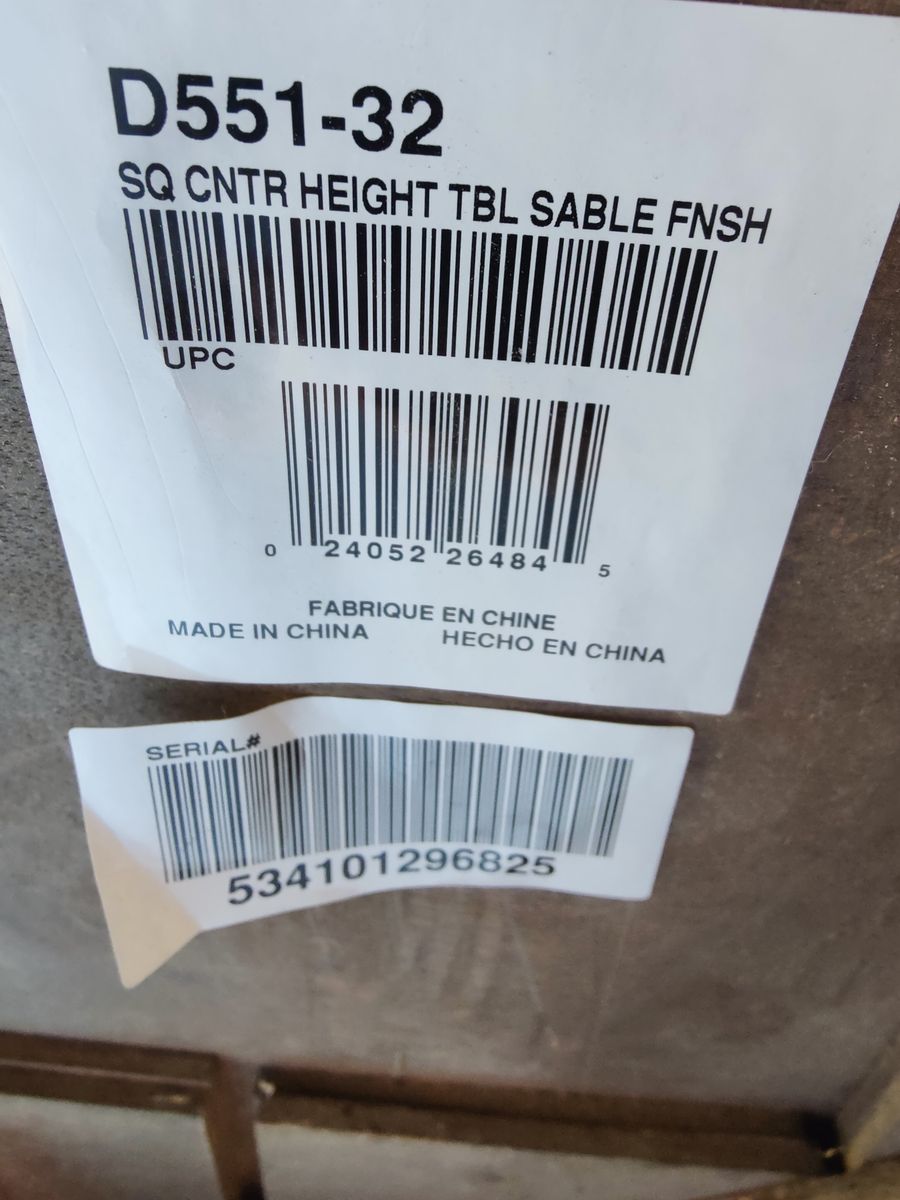 D551-32
SQ CNTR HEIGHT TBL SABLE FNSH
UPC
0 24052 26484 5
FABRIQUE EN CHINE
MADE IN CHINA HECHO EN CHINA
SERIAL#
534101296825